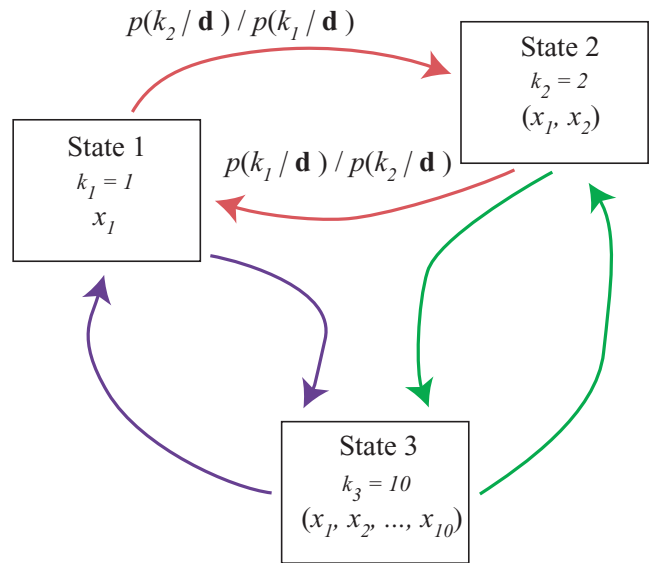 p(k₂ / d) / p(k₁ / d)
State 2
k₂ = 2
(x₁, x₂)
State 1
k₁ = 1
x₁
p(k₁ / d) / p(k₂ / d)
State 3
k₃ = 10
(x₁, x₂, ..., x₁₀)